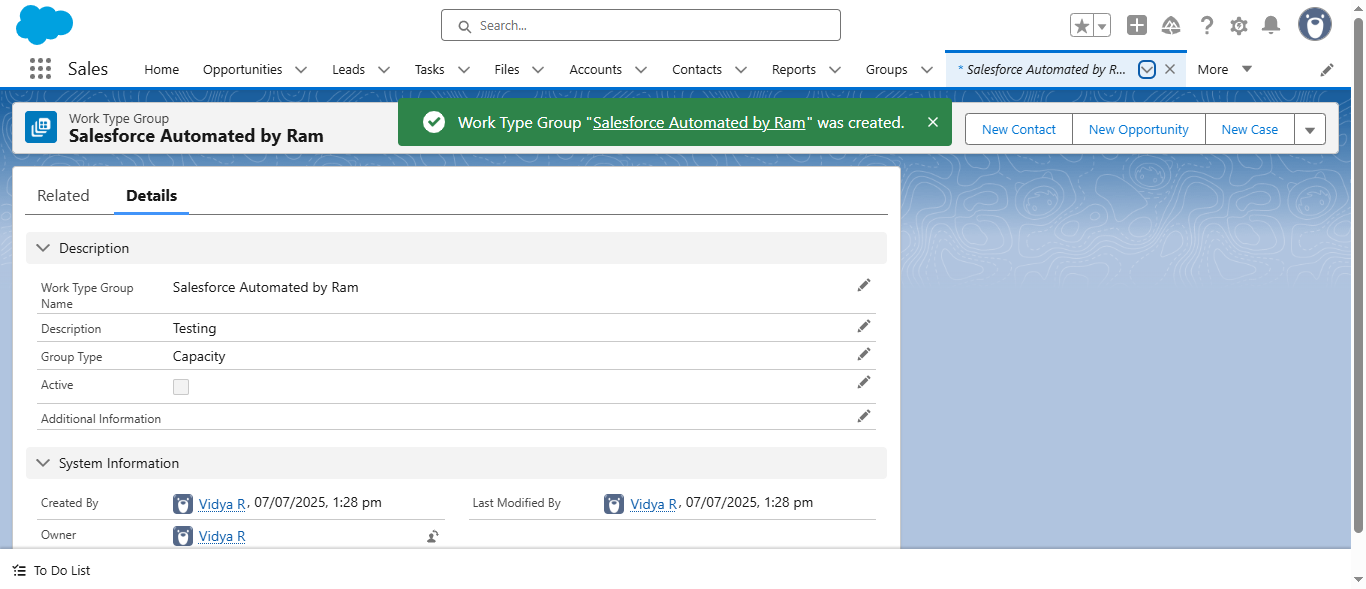 Search...
Sales
Home
Opportunities
Leads
Tasks
Files
Accounts
Contacts
Reports
Groups
* Salesforce Automated by R...
More
Work Type Group
Salesforce Automated by Ram
Work Type Group "Salesforce Automated by Ram" was created.
New Contact
New Opportunity
New Case
Related
Details
Description
Work Type Group
Name
Salesforce Automated by Ram
Description
Testing
Group Type
Capacity
Active
Additional Information
System Information
Created By
Vidya R, 07/07/2025, 1:28 pm
Last Modified By
Vidya R, 07/07/2025, 1:28 pm
Owner
Vidya R
To Do List